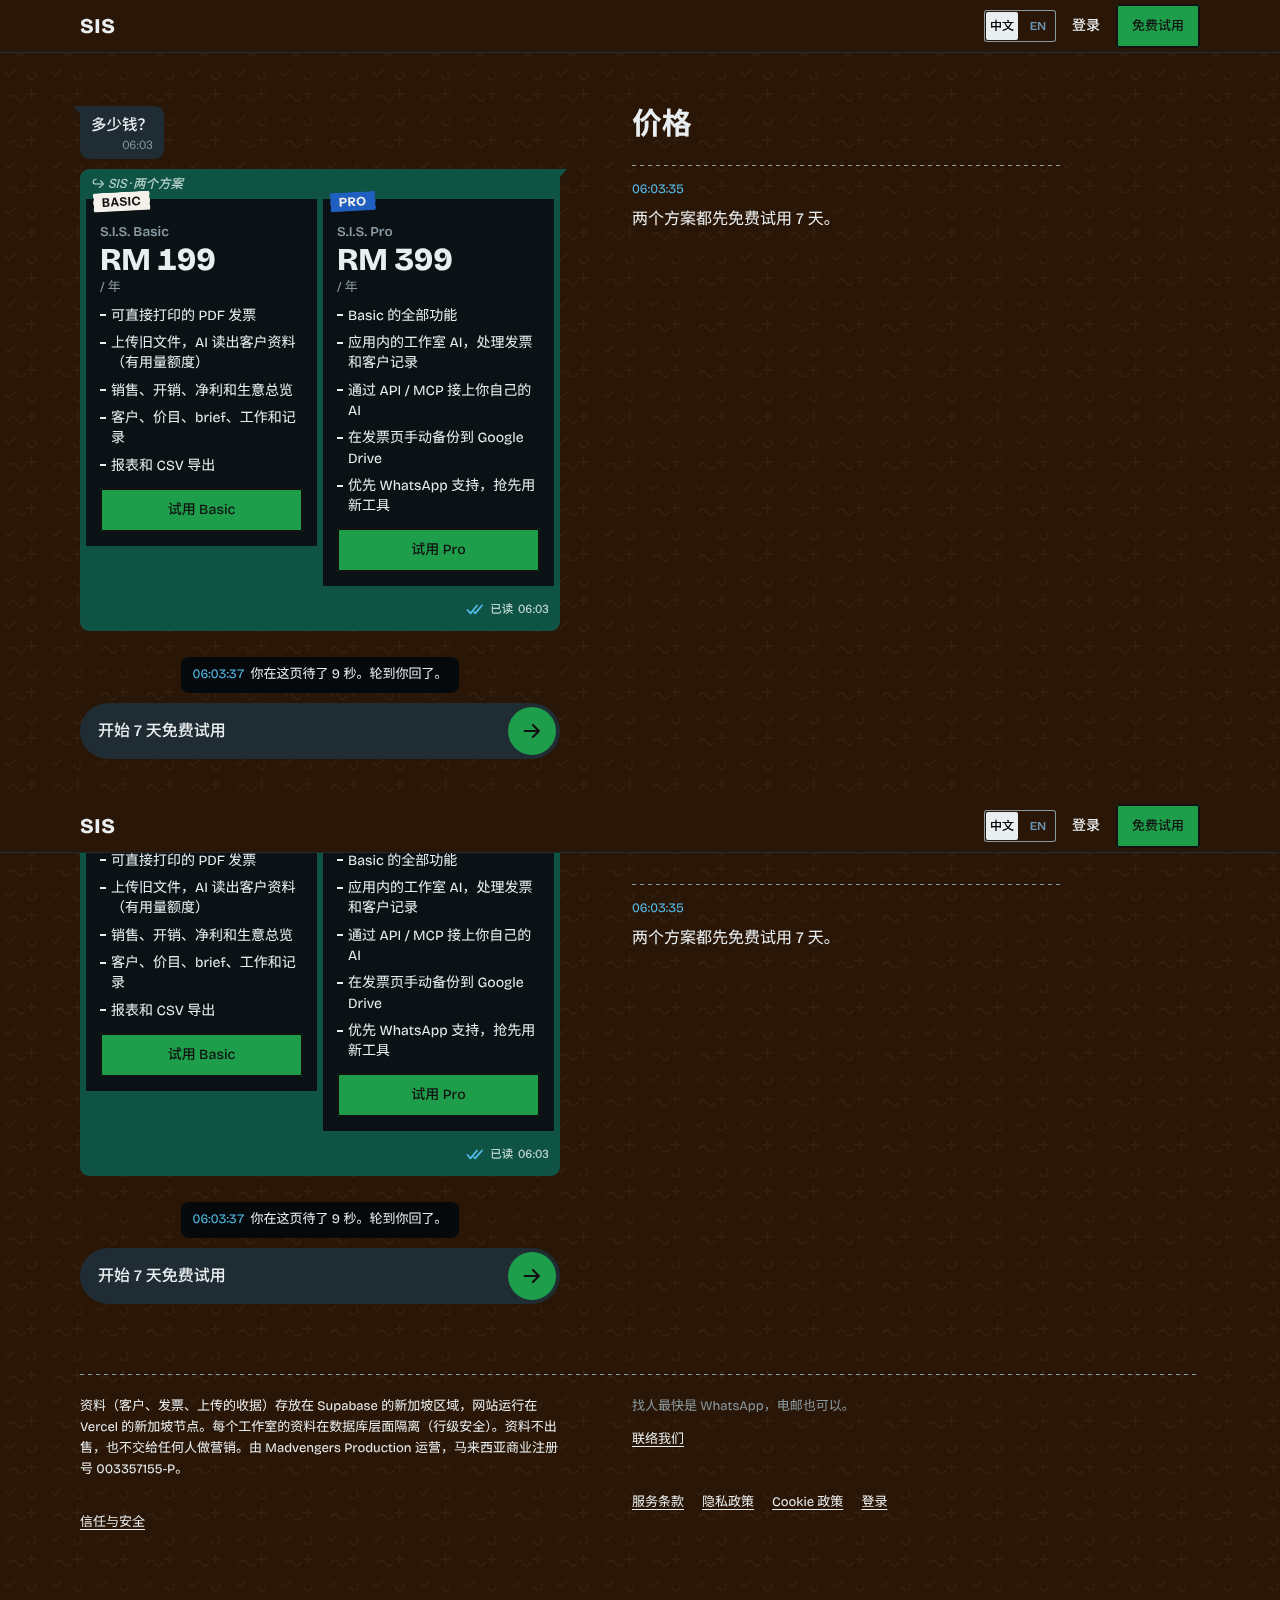 SIS
中文 EN 登录 免费试用
多少钱?
06:03
SIS·两个方案
BASIC
S.I.S. Basic
RM 199
/ 年
- 可直接打印的 PDF 发票
- 上传旧文件，AI 读出客户资料
（有用量额度）
- 销售、开销、净利和生意总览
- 客户、价目、brief、工作和记
录
- 报表和 CSV 导出
试用 Basic
PRO
S.I.S. Pro
RM 399
/ 年
- Basic 的全部功能
- 应用内的工作室 AI，处理发票
和客户记录
- 通过 API / MCP 接上你自己的
AI
- 在发票页手动备份到 Google
Drive
- 优先 WhatsApp 支持，抢先用
新工具
试用 Pro
已读 06:03
06:03:37 你在这页待了 9 秒。轮到你回了。
开始 7 天免费试用
价格
06:03:35
两个方案都先免费试用 7 天。
SIS
中文 EN 登录 免费试用
- 可直接打印的 PDF 发票
- 上传旧文件，AI 读出客户资料
（有用量额度）
- 销售、开销、净利和生意总览
- 客户、价目、brief、工作和记
录
- 报表和 CSV 导出
试用 Basic
- Basic 的全部功能
- 应用内的工作室 AI，处理发票
和客户记录
- 通过 API / MCP 接上你自己的
AI
- 在发票页手动备份到 Google
Drive
- 优先 WhatsApp 支持，抢先用
新工具
试用 Pro
已读 06:03
06:03:37 你在这页待了 9 秒。轮到你回了。
开始 7 天免费试用
06:03:35
两个方案都先免费试用 7 天。
资料（客户、发票、上传的收据）存放在 Supabase 的新加坡区域，网站运行在
Vercel 的新加坡节点。每个工作室的资料在数据库层面隔离（行级安全）。资料不出
售，也不交给任何人做营销。由 Madvengers Production 运营，马来西亚商业注册
号 003357155-P。
信任与安全
找人最快是 WhatsApp，电邮也可以。
联络我们
服务条款 隐私政策 Cookie 政策 登录